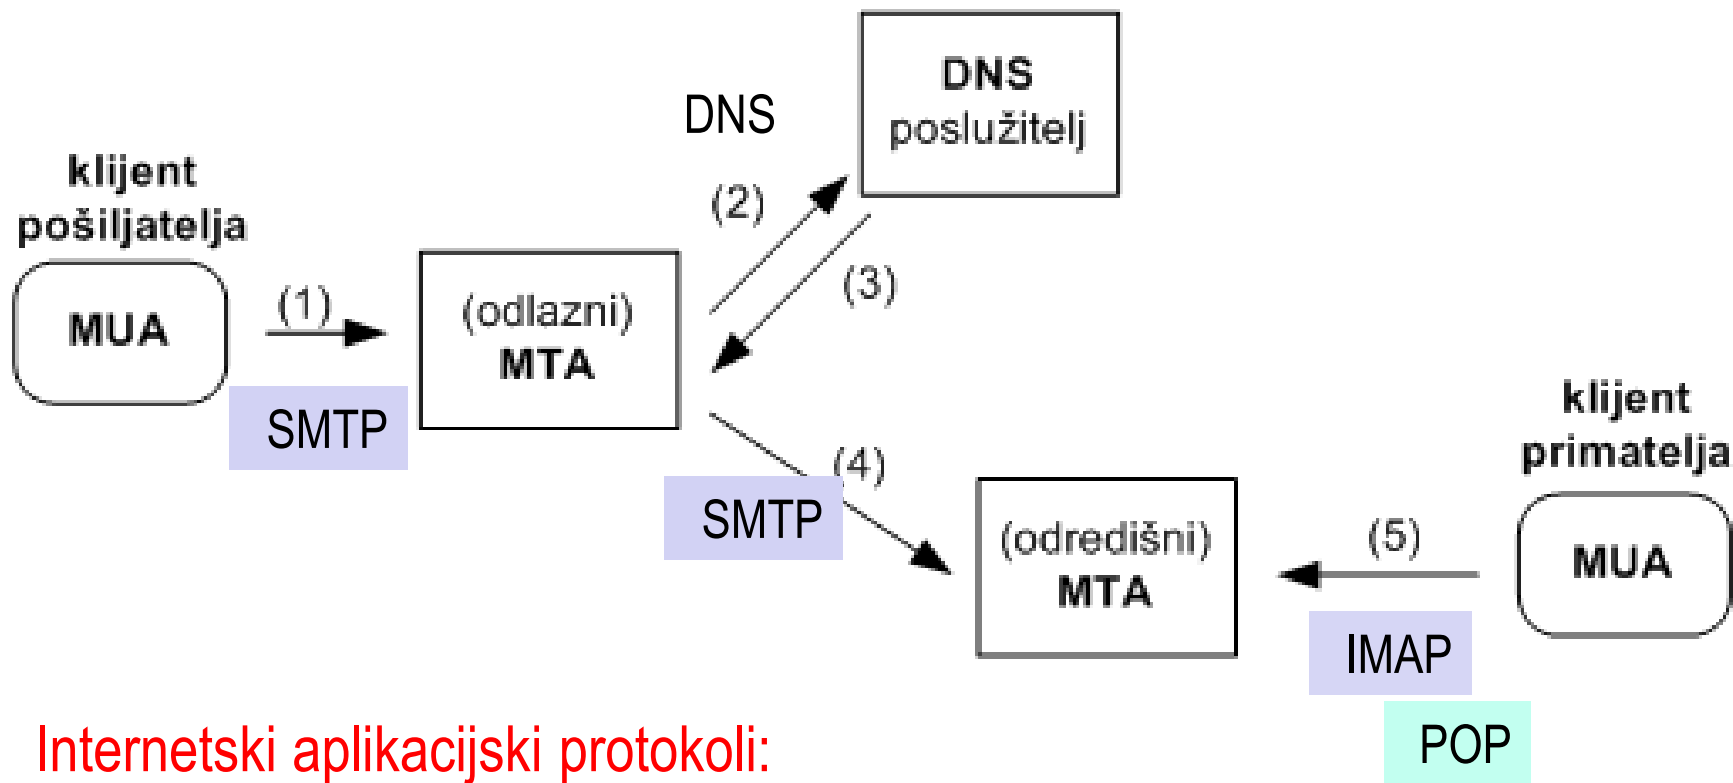 DNS
poslužitelj
DNS
klijent
pošiljatelja
(2)
(3)
MUA
(1)
(odlazni)
MTA
SMTP
(4)
SMTP
klijent
primatelja
(odredišni)
MTA
(5)
MUA
IMAP
POP
Internetski aplikacijski protokoli: